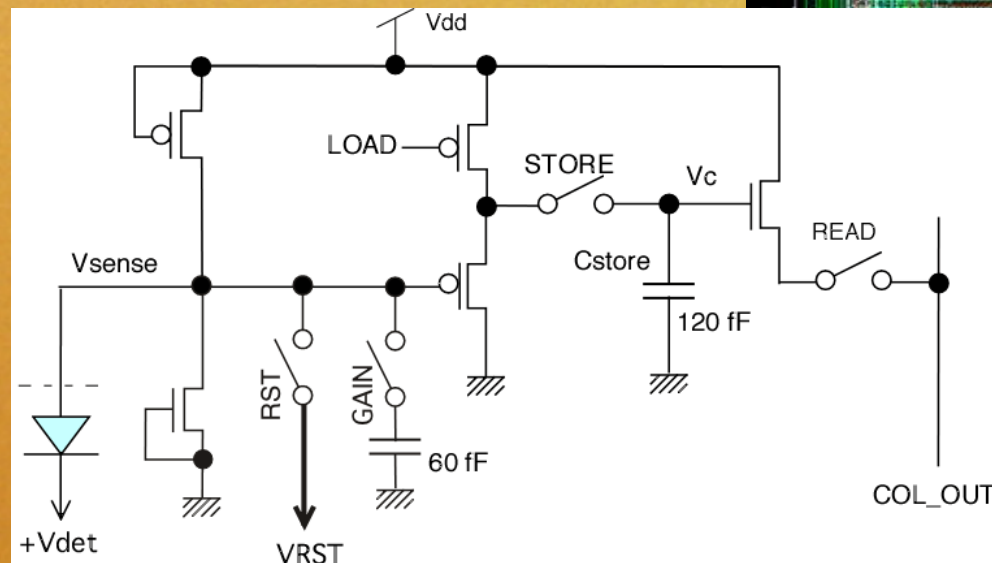 Vdd
LOAD
STORE
Vc
READ
Vsense
Cstore
120 fF
RST
GAIN
60 fF
COL_OUT
+Vdet
VRST